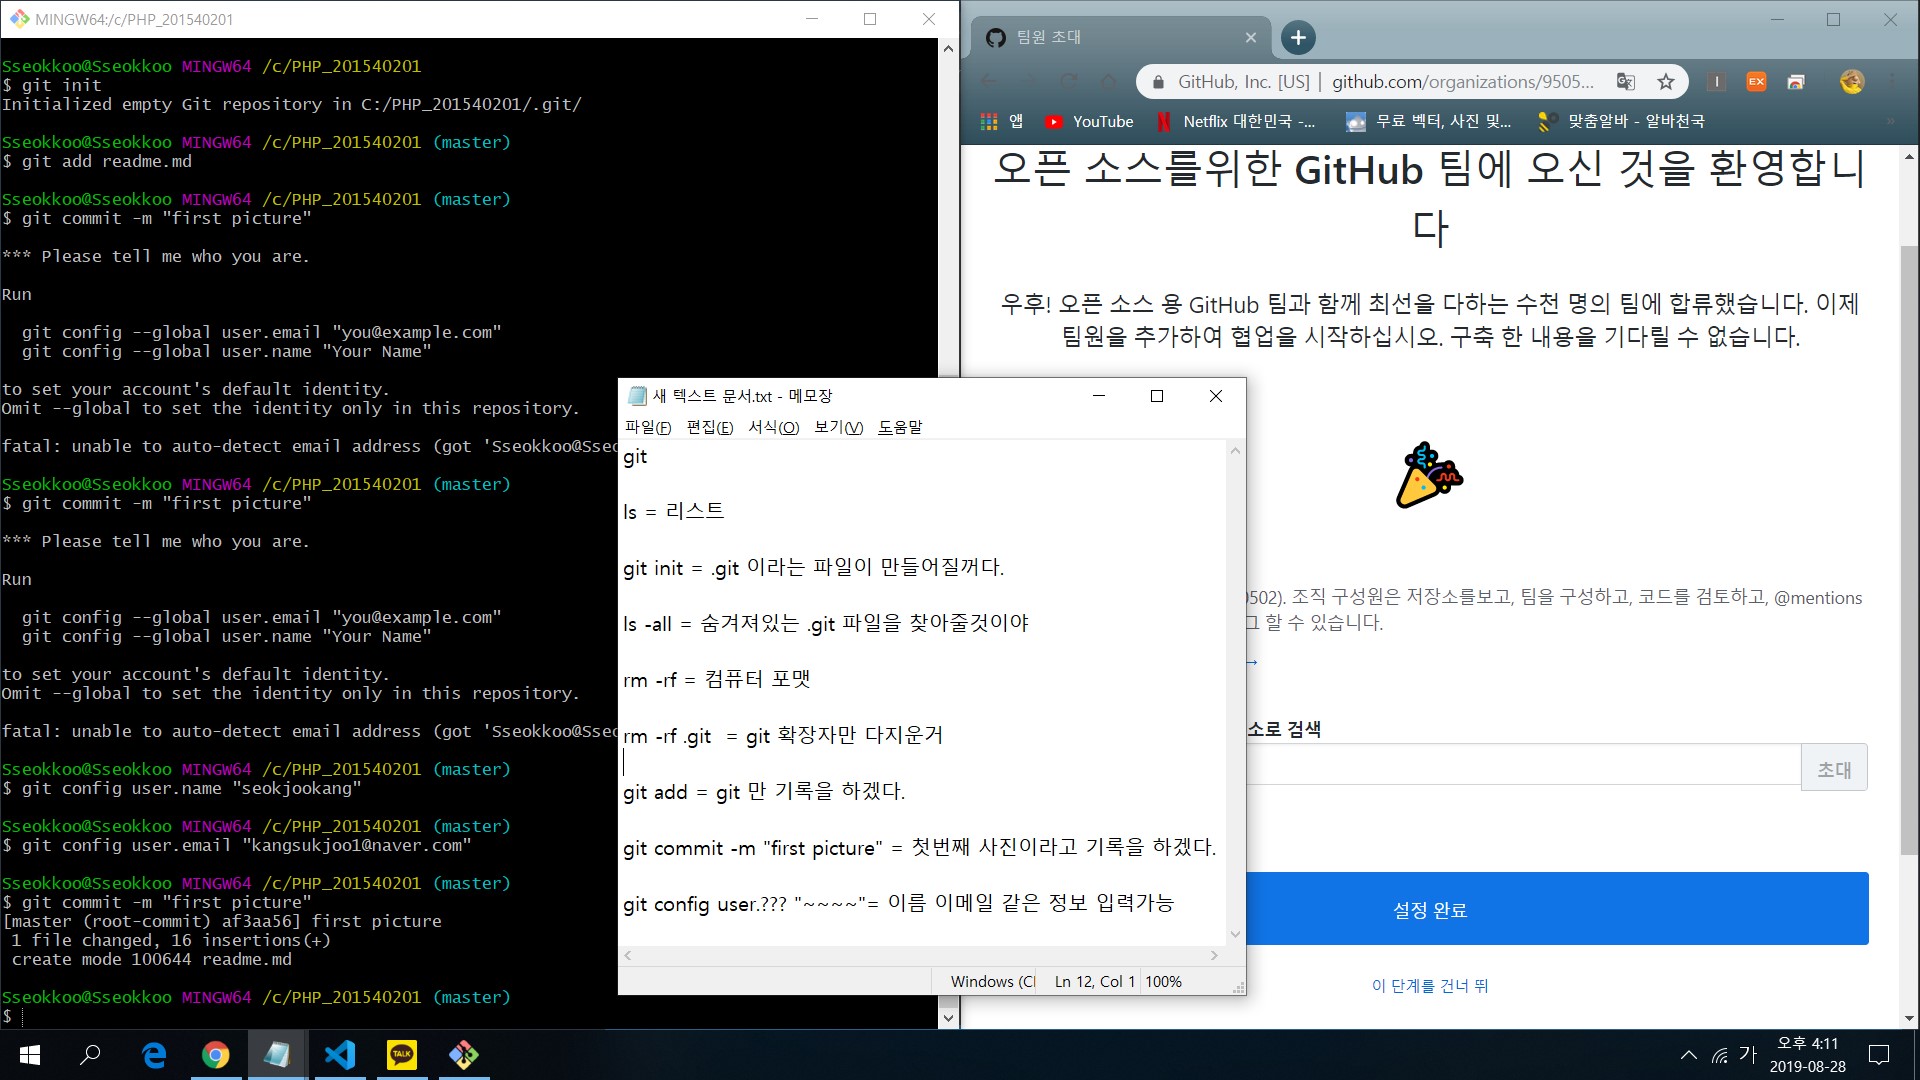 MINGW64:/c/PHP_201540201
Sseokkoo@Sseokkoo MINGW64 /c/PHP_201540201
$ git init
Initialized empty Git repository in C:/PHP_201540201/.git/
Sseokkoo@Sseokkoo MINGW64 /c/PHP_201540201 (master)
$ git add readme.md
Sseokkoo@Sseokkoo MINGW64 /c/PHP_201540201 (master)
$ git commit -m "first picture"
*** Please tell me who you are.
Run
git config --global user.email "you@example.com"
git config --global user.name "Your Name"
to set your account's default identity.
Omit --global to set the identity only in this repository.
fatal: unable to auto-detect email address (got 'Sseokkoo@Sseo
Sseokkoo@Sseokkoo MINGW64 /c/PHP_201540201 (master)
$ git commit -m "first picture"
*** Please tell me who you are.
Run
git config --global user.email "you@example.com"
git config --global user.name "Your Name"
to set your account's default identity.
Omit --global to set the identity only in this repository.
fatal: unable to auto-detect email address (got 'Sseokkoo@Sseo
Sseokkoo@Sseokkoo MINGW64 /c/PHP_201540201 (master)
$ git config user.name "seokjookang"
Sseokkoo@Sseokkoo MINGW64 /c/PHP_201540201 (master)
$ git config user.email "kangsukjoo1@naver.com"
Sseokkoo@Sseokkoo MINGW64 /c/PHP_201540201 (master)
$ git commit -m "first picture"
[master (root-commit) af3aa56] first picture
1 file changed, 16 insertions(+)
create mode 100644 readme.md
Sseokkoo@Sseokkoo MINGW64 /c/PHP_201540201 (master)
$
새 텍스트 문서.txt - 메모장
파일(F) 편집(E) 서식(O) 보기(V) 도움말
git
ls = 리스트
git init = .git 이라는 파일이 만들어질꺼다.
ls -all = 숨겨져있는 .git 파일을 찾아줄것이야
rm -rf = 컴퓨터 포맷
rm -rf .git  = git 확장자만 다지운거
git add = git 만 기록을 하겠다.
git commit -m "first picture" = 첫번째 사진이라고 기록을 하겠다.
git config user.??? "~~~~"= 이름 이메일 같은 정보 입력가능
Windows (Cl Ln 12, Col 1 100%
팀원 초대
GitHub, Inc. [US] | github.com/organizations/9505...
앱 YouTube Netflix 대한민국 -... 무료 벡터, 사진 및... 맞춤알바 - 알바천국
오픈 소스를위한 GitHub 팀에 오신 것을 환영합니
다
우후! 오픈 소스 용 GitHub 팀과 함께 최선을 다하는 수천 명의 팀에 합류했습니다. 이제
팀원을 추가하여 협업을 시작하십시오. 구축 한 내용을 기다릴 수 없습니다.
0502). 조직 구성원은 저장소를보고, 팀을 구성하고, 코드를 검토하고, @mentions
그 할 수 있습니다.
→
소로 검색
초대
설정 완료
이 단계를 건너 뛰
TALK
가
오후 4:11
2019-08-28